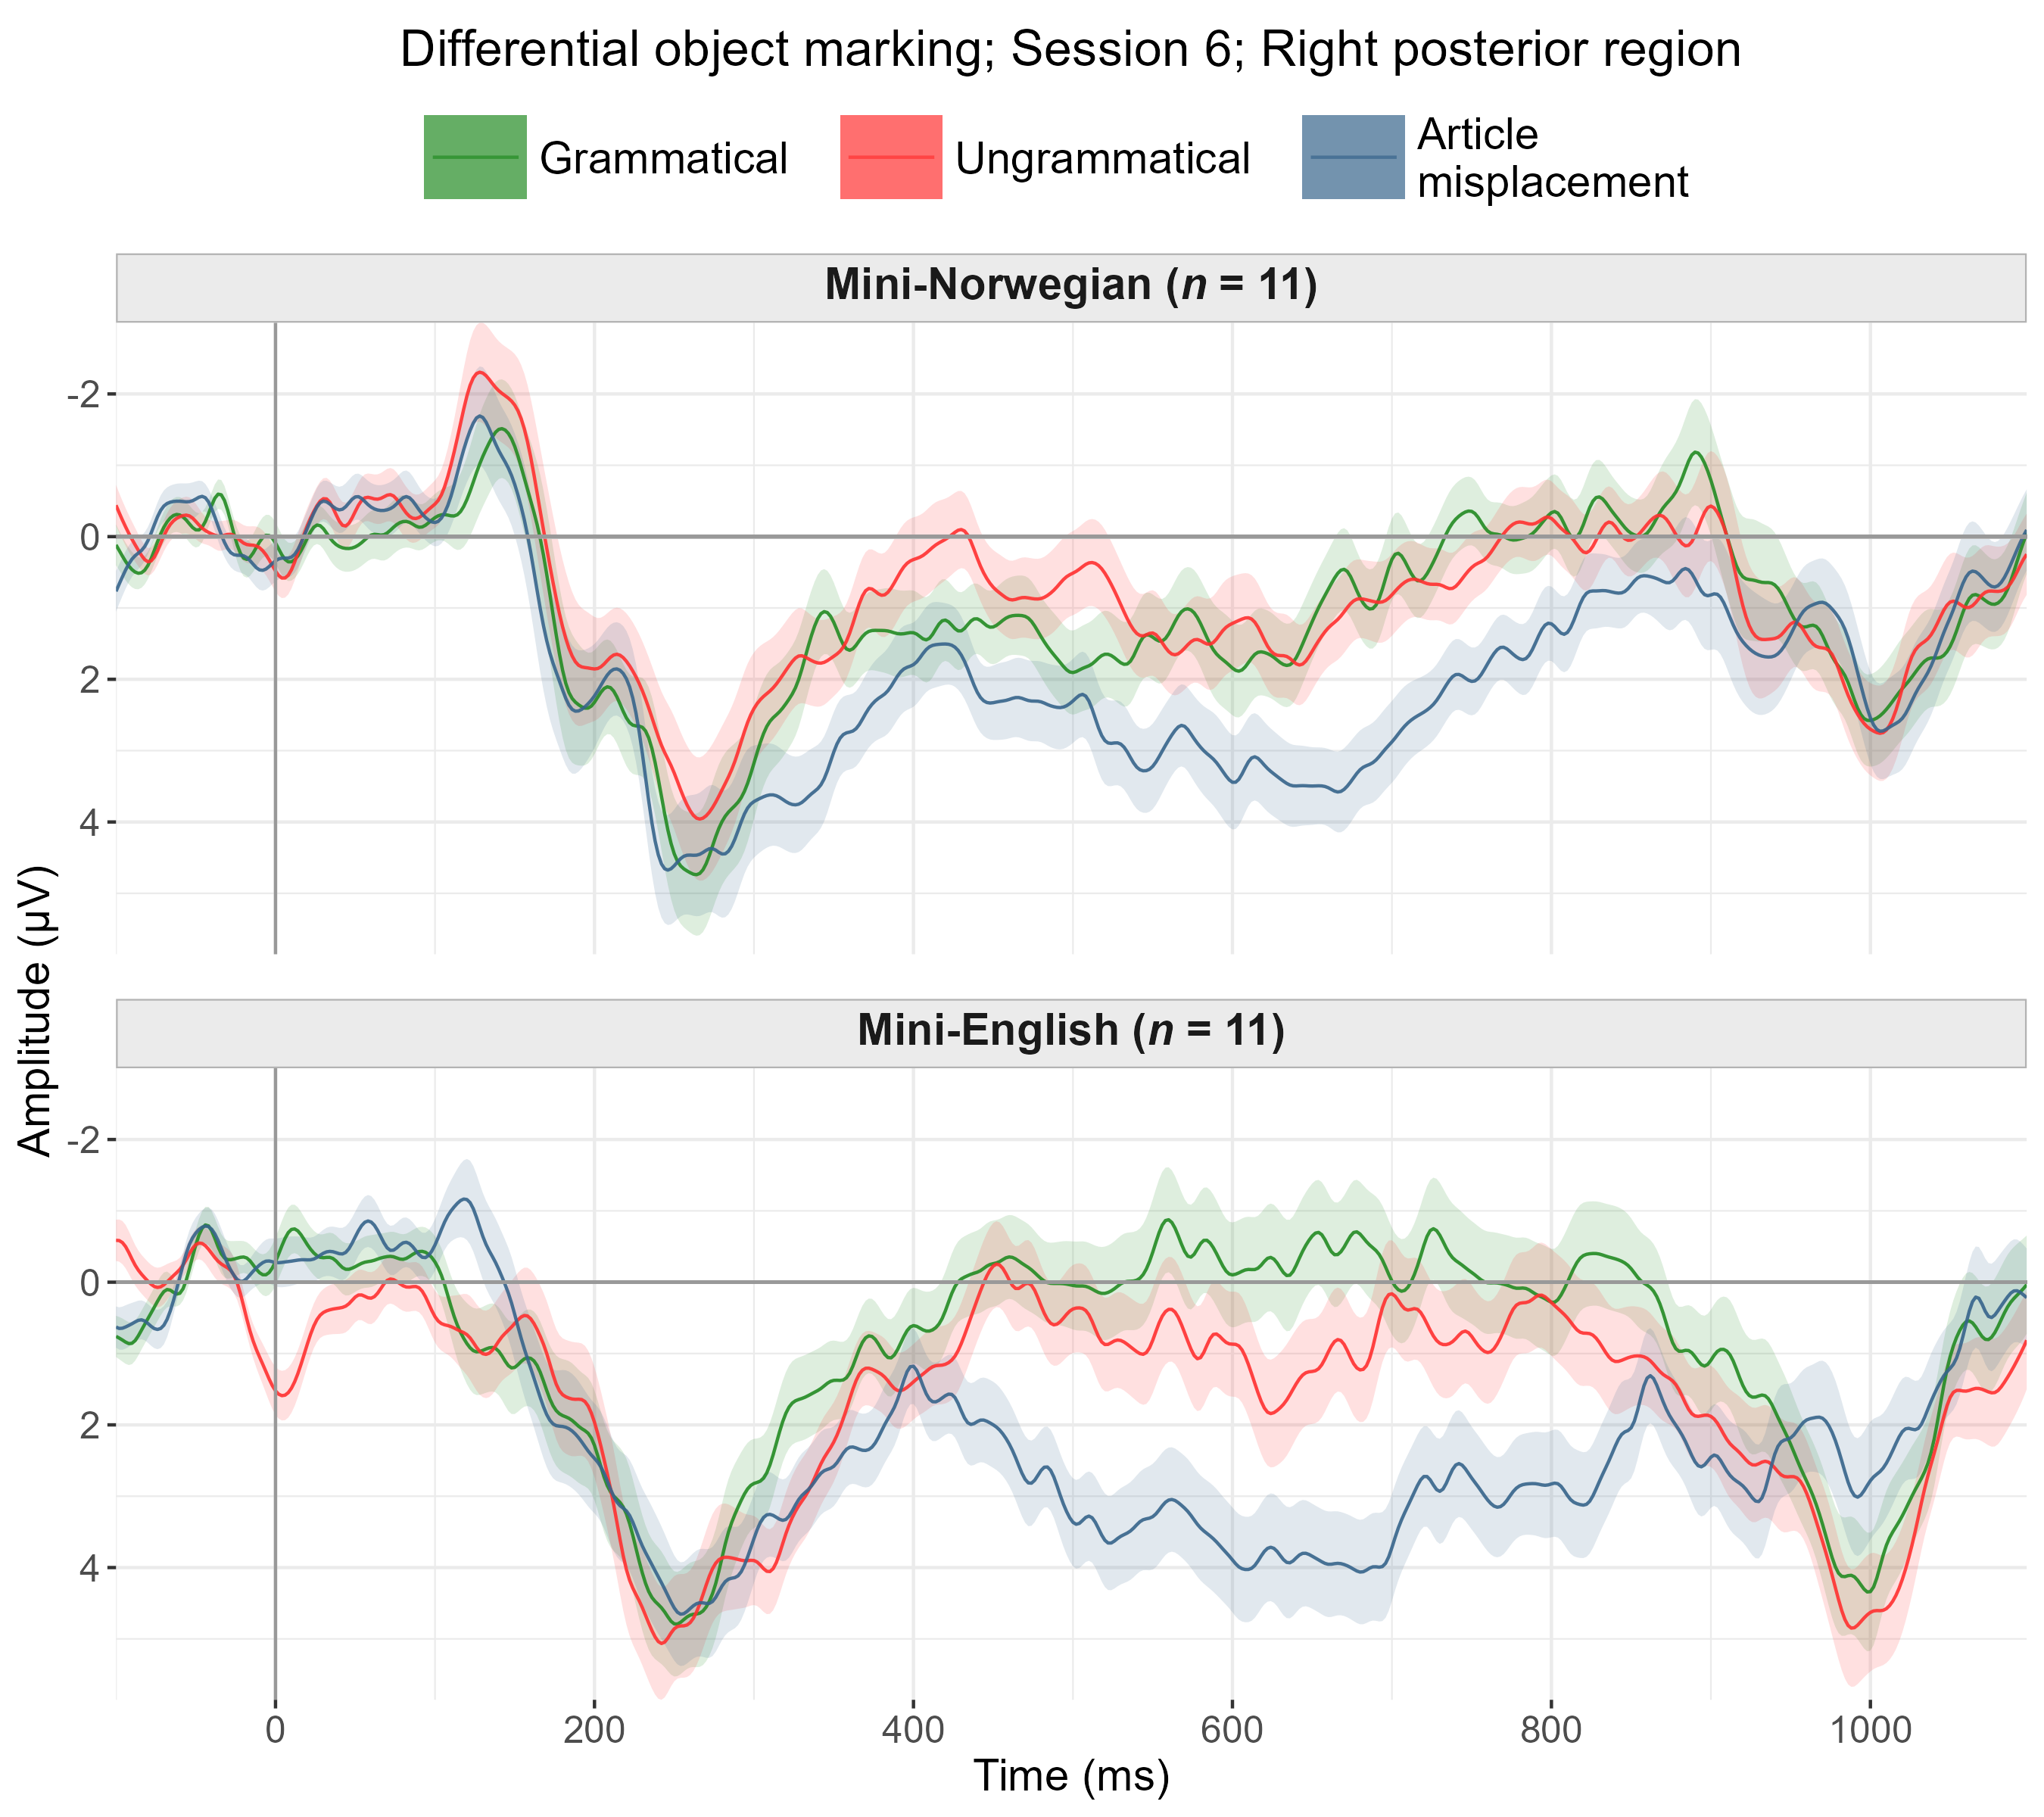 Differential object marking; Session 6; Right posterior region
Grammatical
Ungrammatical
Article
misplacement
Mini-Norwegian (n = 11)
-2
0
2
4
Mini-English (n = 11)
-2
0
2
4
0 200 400 600 800 1000
Time (ms)
Amplitude (µV)